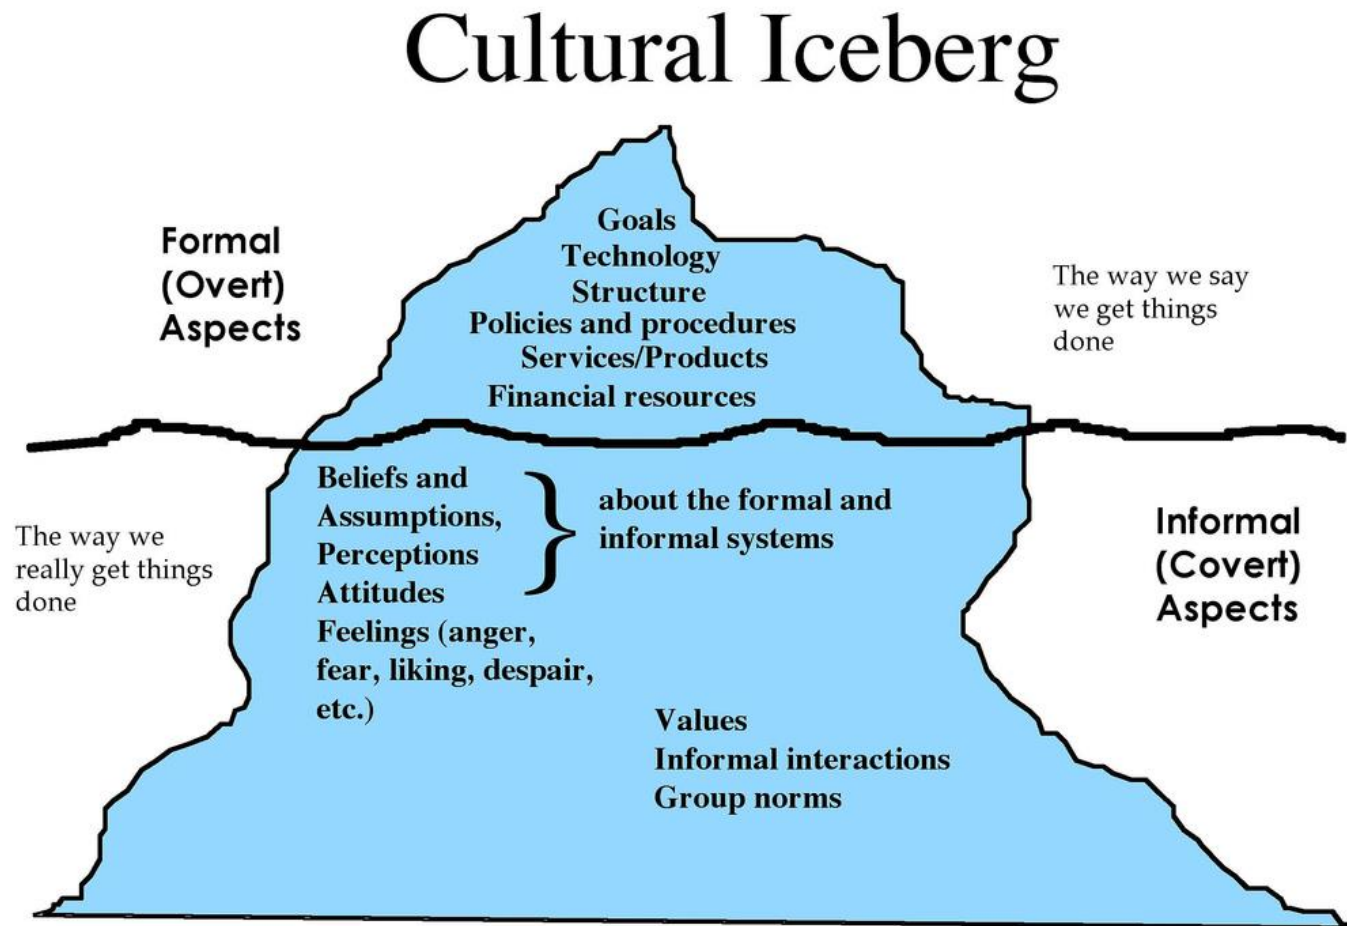 Cultural Iceberg
Formal
(Overt)
Aspects
Goals
Technology
Structure
Policies and procedures
Services/Products
Financial resources
The way we say
we get things
done
The way we
really get things
done
Beliefs and
Assumptions,
Perceptions
Attitudes
Feelings (anger,
fear, liking, despair,
etc.)
about the formal and
informal systems
Values
Informal interactions
Group norms
Informal
(Covert)
Aspects